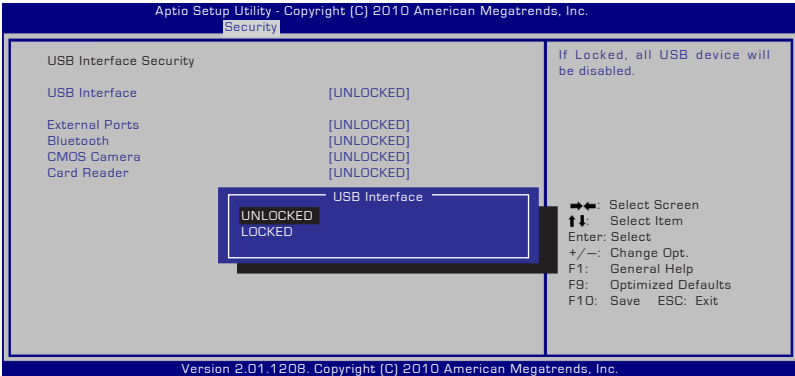 Aptio Setup Utility - Copyright (C) 2010 American Megatrends, Inc.
Security
USB Interface Security
USB Interface [UNLOCKED]
External Ports [UNLOCKED]
Bluetooth [UNLOCKED]
CMOS Camera [UNLOCKED]
Card Reader [UNLOCKED]
USB Interface
UNLOCKED
LOCKED
If Locked, all USB device will
be disabled.
→←: Select Screen
↑↓: Select Item
Enter: Select
+/—: Change Opt.
F1: General Help
F9: Optimized Defaults
F10: Save ESC: Exit
Version 2.01.1208. Copyright (C) 2010 American Megatrends, Inc.